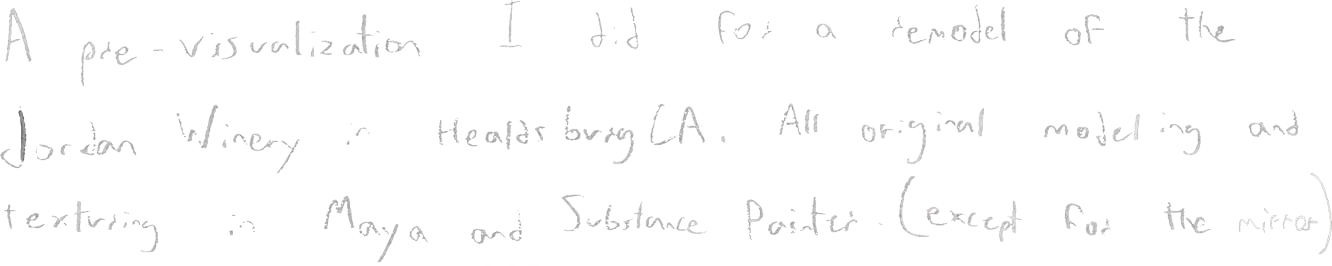 A pre-visualization I did for a remodel of the
Jordan Winery in Healdsburg CA. All original modeling and
texturing in Maya and Substance Painter. (except for the mirror)